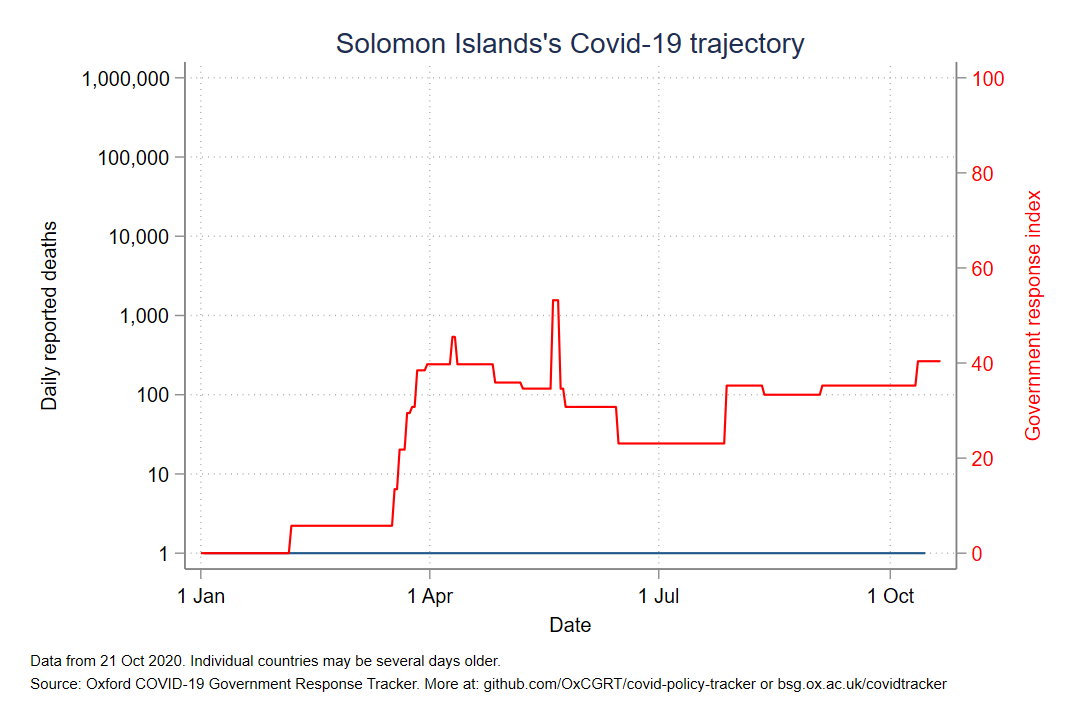 Solomon Islands's Covid-19 trajectory
1,000,000
100,000
10,000
1,000
100
10
1
Daily reported deaths
100
80
60
40
20
0
Government response index
1 Jan
1 Apr
1 Jul
1 Oct
Date
Data from 21 Oct 2020. Individual countries may be several days older.
Source: Oxford COVID-19 Government Response Tracker. More at: github.com/OxCGRT/covid-policy-tracker or bsg.ox.ac.uk/covidtracker